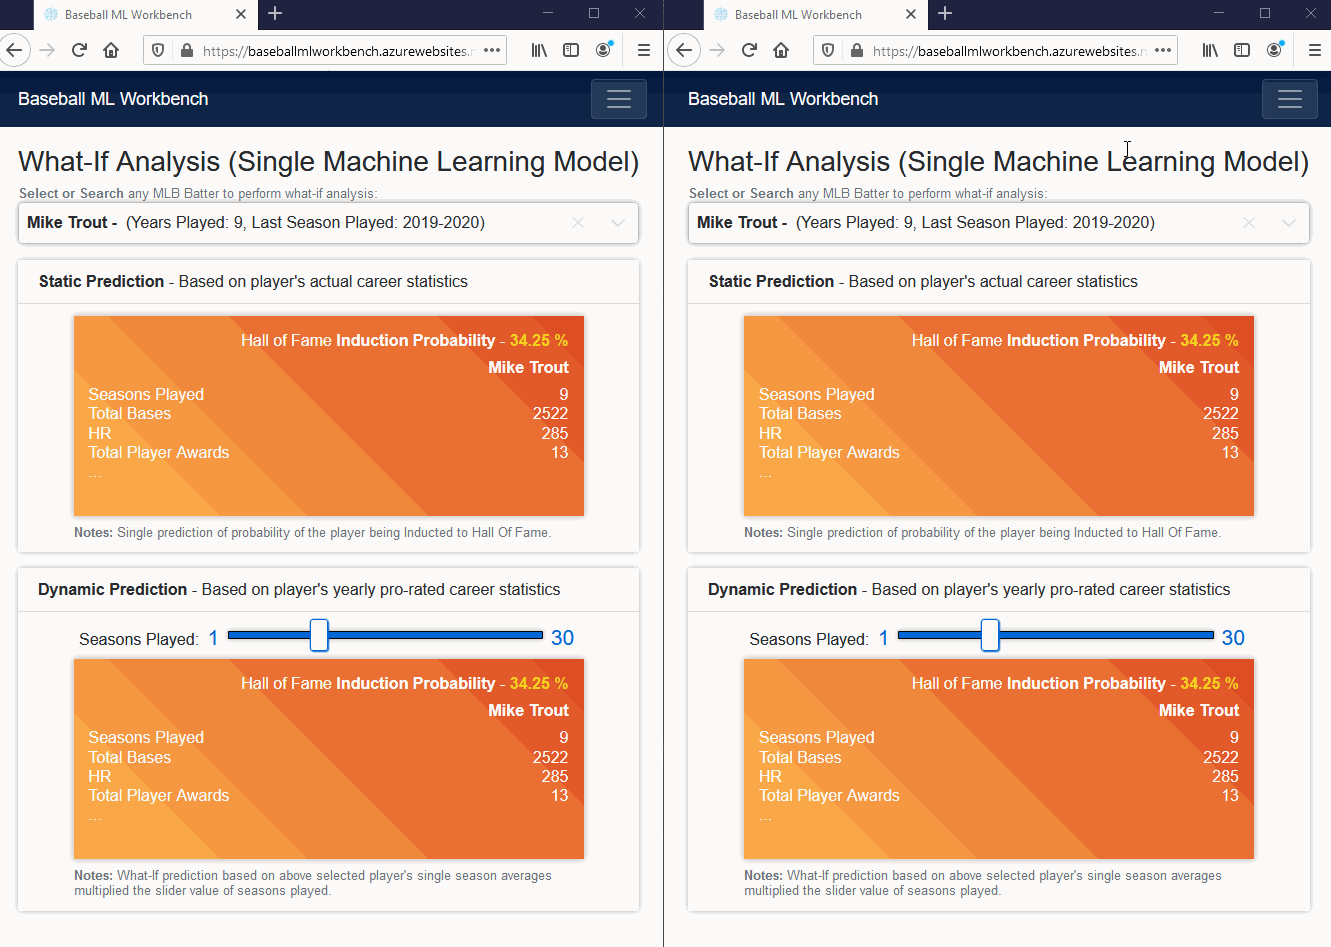 Baseball ML Workbench
https://baseballmlworkbench.azurewebsites.
Baseball ML Workbench
What-If Analysis (Single Machine Learning Model)
Select or Search any MLB Batter to perform what-if analysis:
Mike Trout - (Years Played: 9, Last Season Played: 2019-2020)
Static Prediction - Based on player's actual career statistics
Hall of Fame Induction Probability - 34.25 %
Mike Trout
Seasons Played 9
Total Bases 2522
HR 285
Total Player Awards 13
...
Notes: Single prediction of probability of the player being Inducted to Hall Of Fame.
Dynamic Prediction - Based on player's yearly pro-rated career statistics
Seasons Played: 1 30
Hall of Fame Induction Probability - 34.25 %
Mike Trout
Seasons Played 9
Total Bases 2522
HR 285
Total Player Awards 13
...
Notes: What-If prediction based on above selected player's single season averages
multiplied the slider value of seasons played.
Baseball ML Workbench
https://baseballmlworkbench.azurewebsites.
Baseball ML Workbench
What-If Analysis (Single Machine Learning Model)
Select or Search any MLB Batter to perform what-if analysis:
Mike Trout - (Years Played: 9, Last Season Played: 2019-2020)
Static Prediction - Based on player's actual career statistics
Hall of Fame Induction Probability - 34.25 %
Mike Trout
Seasons Played 9
Total Bases 2522
HR 285
Total Player Awards 13
...
Notes: Single prediction of probability of the player being Inducted to Hall Of Fame.
Dynamic Prediction - Based on player's yearly pro-rated career statistics
Seasons Played: 1 30
Hall of Fame Induction Probability - 34.25 %
Mike Trout
Seasons Played 9
Total Bases 2522
HR 285
Total Player Awards 13
...
Notes: What-If prediction based on above selected player's single season averages
multiplied the slider value of seasons played.